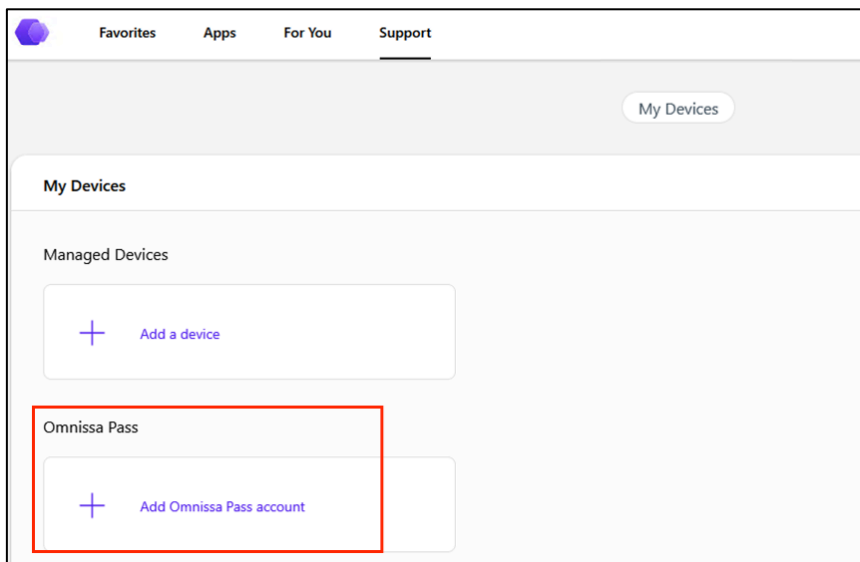 Favorites Apps For You Support
My Devices
My Devices
Managed Devices
Add a device
Omnissa Pass
Add Omnissa Pass account